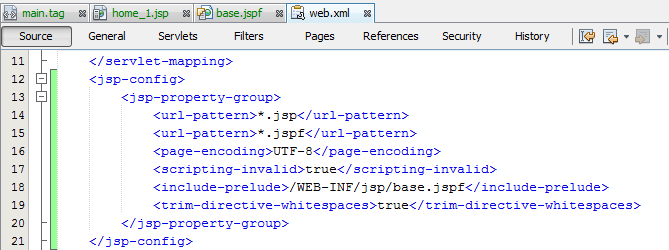 main.tag home_1.jsp base.jspf web.xml
Source General Servlets Filters Pages References Security History
11 </servlet-mapping>
12 <jsp-config>
13 <jsp-property-group>
14 <url-pattern>*.jsp</url-pattern>
15 <url-pattern>*.jspf</url-pattern>
16 <page-encoding>UTF-8</page-encoding>
17 <scripting-invalid>true</scripting-invalid>
18 <include-prelude>/WEB-INF/jsp/base.jspf</include-prelude>
19 <trim-directive-whitespaces>true</trim-directive-whitespaces>
20 </jsp-property-group>
21 </jsp-config>